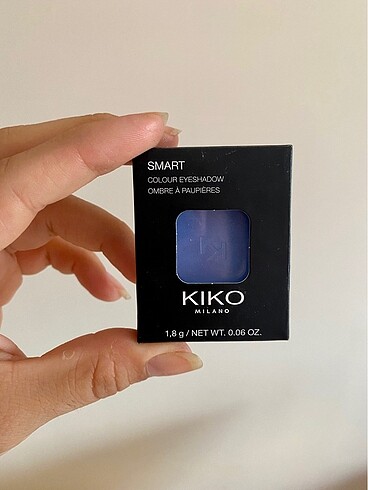 SMART
COLOUR EYESHADOW
OMBRE À PAUPIÈRES
KIKO
MILANO
1,8 g / NET WT. 0.06 OZ.